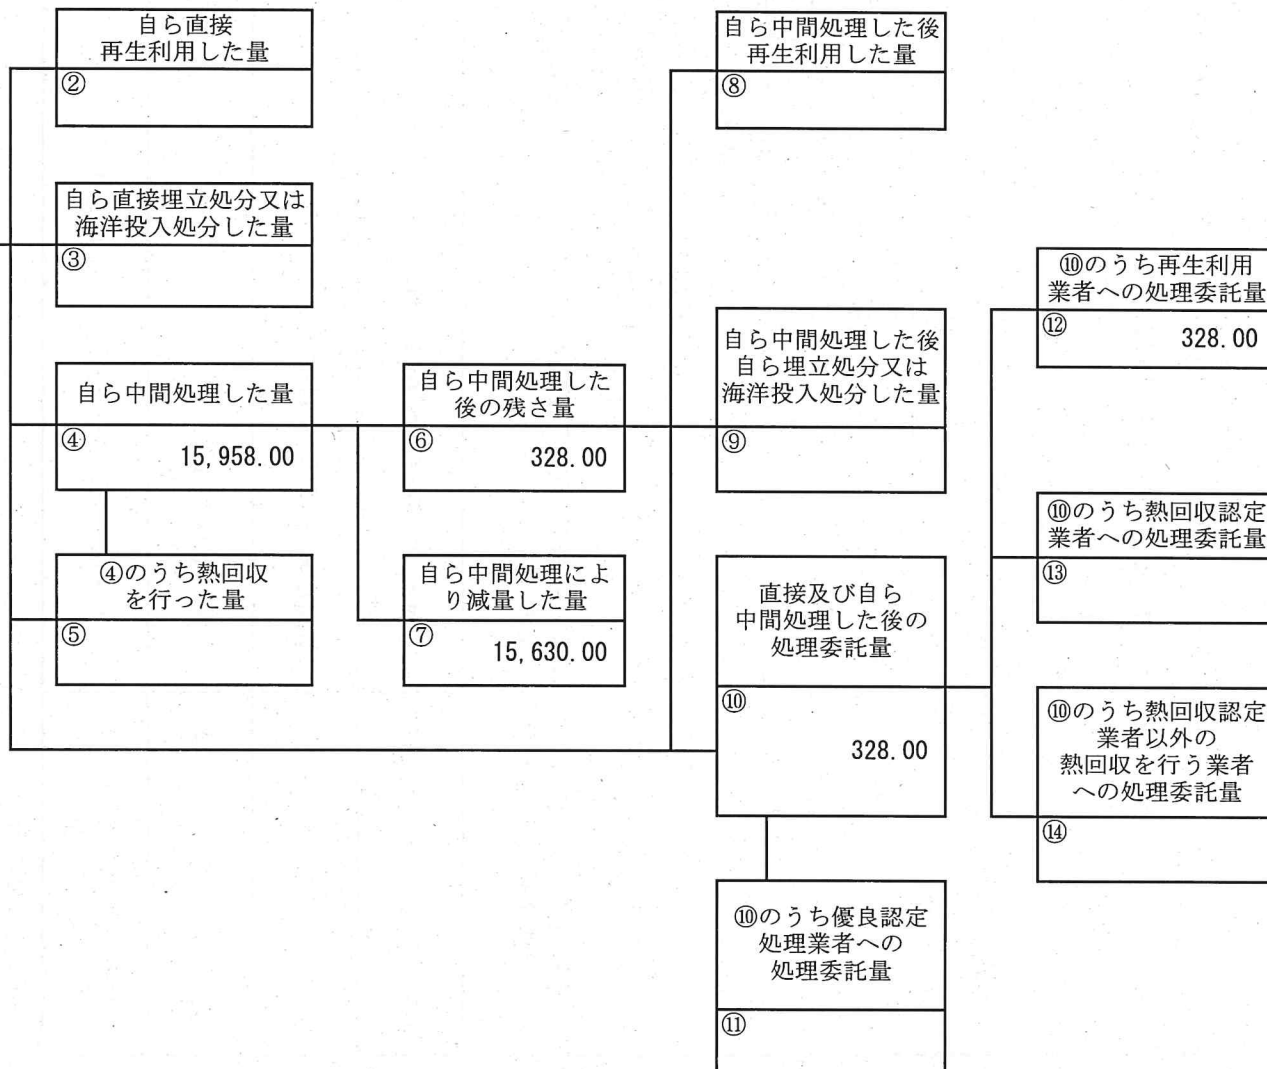 自ら直接
再生利用した量
②
自ら直接埋立処分又は
海洋投入処分した量
③
自ら中間処理した量
④
15,958.00
④のうち熱回収
を行った量
⑤
自ら中間処理した
後の残さ量
⑥
328.00
自ら中間処理によ
り減量した量
⑦
15,630.00
自ら中間処理した後
再生利用した量
⑧
自ら中間処理した後
自ら埋立処分又は
海洋投入処分した量
⑨
直接及び自ら
中間処理した後の
処理委託量
⑩
328.00
⑩のうち優良認定
処理業者への
処理委託量
⑪
⑩のうち再生利用
業者への処理委託量
⑫
328.00
⑩のうち熱回収認定
業者への処理委託量
⑬
⑩のうち熱回収認定
業者以外の
熱回収を行う業者
への処理委託量
⑭